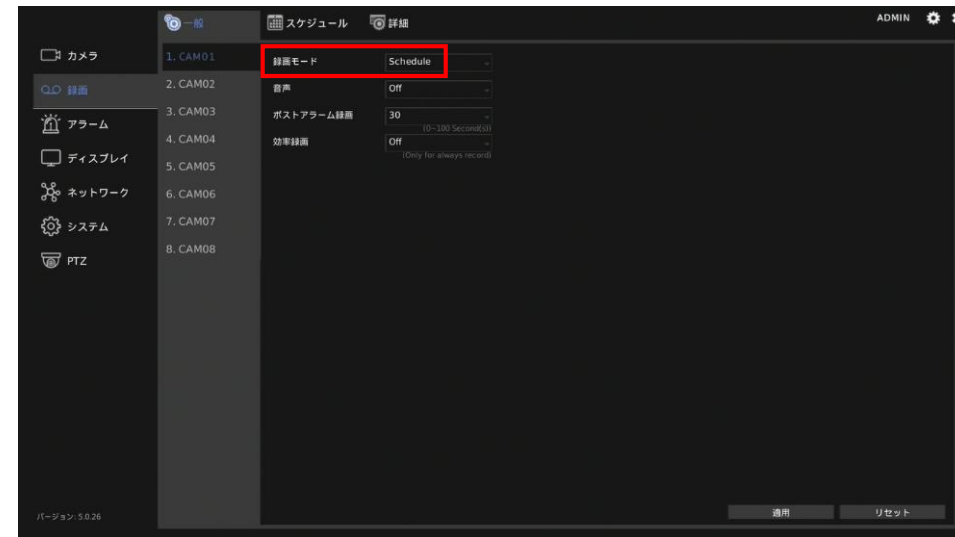 一般
スケジュール
詳細
ADMIN
カメラ
録画
アラーム
ディスプレイ
ネットワーク
システム
PTZ
1. CAM01
2. CAM02
3. CAM03
4. CAM04
5. CAM05
6. CAM06
7. CAM07
8. CAM08
録画モード Schedule
音声 Off
ポストアラーム録画 30
(0~180 Second(s))
効率録画 Off
(Only for always record)
バージョン: 5.0.26
適用 リセット